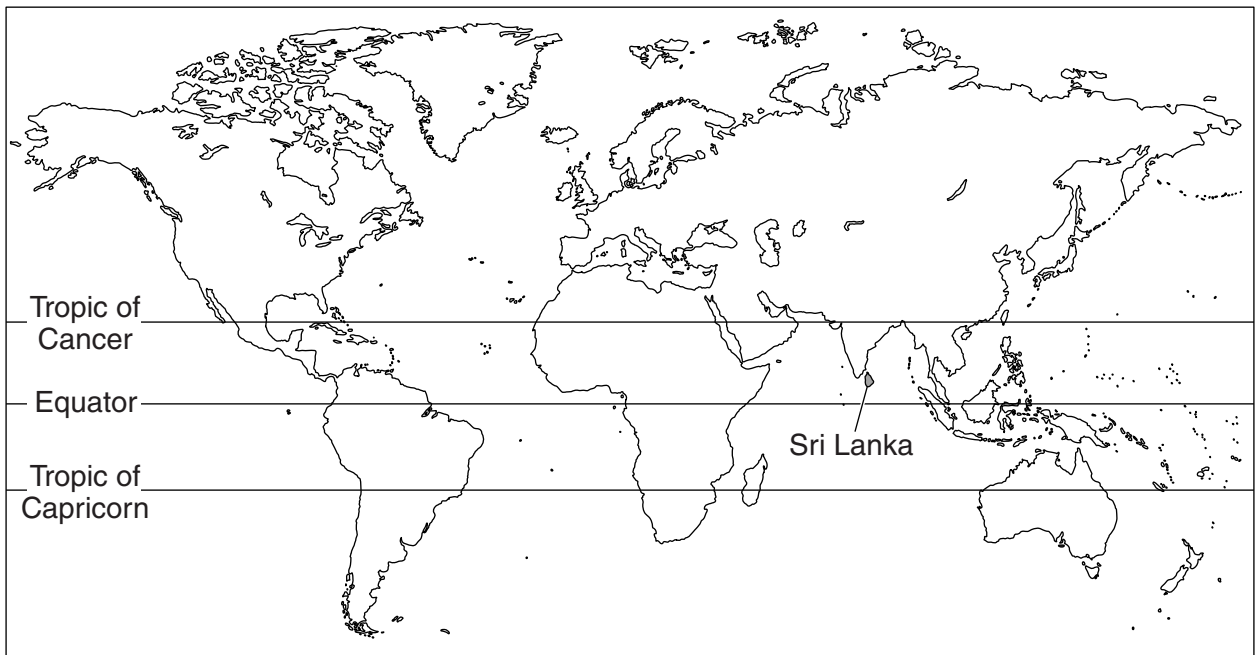 Tropic of
Cancer
Equator
Sri Lanka
Tropic of
Capricorn